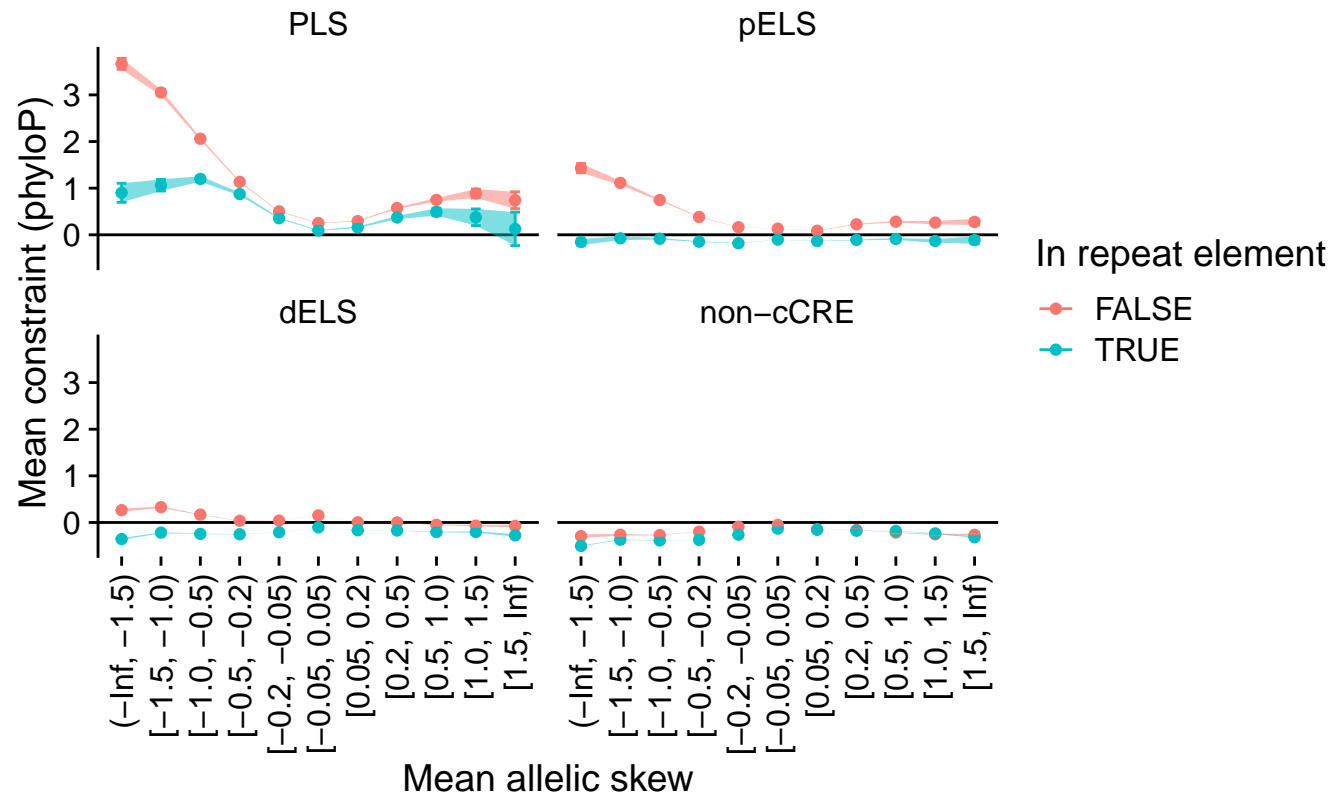 PLS
pELS
3
2
1
0
dELS
non−cCRE
3
2
1
0
Mean constraint (phyloP)
(−Inf, −1.5)
[−1.5, −1.0)
[−1.0, −0.5)
[−0.5, −0.2)
[−0.2, −0.05)
[−0.05, 0.05)
[0.05, 0.2)
[0.2, 0.5)
[0.5, 1.0)
[1.0, 1.5)
[1.5, Inf)
(−Inf, −1.5)
[−1.5, −1.0)
[−1.0, −0.5)
[−0.5, −0.2)
[−0.2, −0.05)
[−0.05, 0.05)
[0.05, 0.2)
[0.2, 0.5)
[0.5, 1.0)
[1.0, 1.5)
[1.5, Inf)
Mean allelic skew
In repeat element
FALSE
TRUE